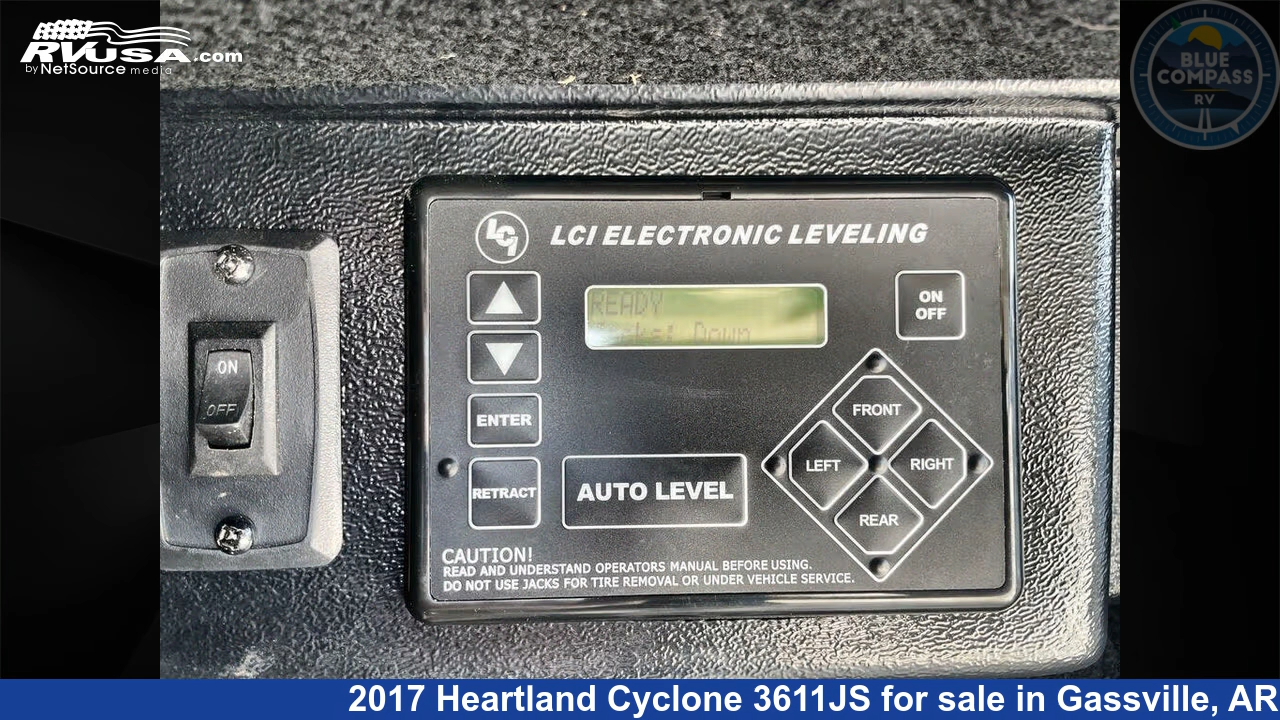 RVUSA.com
by NetSource media
BLUE
COMPASS
RV
LCI
LCI ELECTRONIC LEVELING
READY
Down
ON
OFF
ON
OFF
ENTER
RETRACT
AUTO LEVEL
FRONT
LEFT
RIGHT
REAR
CAUTION!
READ AND UNDERSTAND OPERATORS MANUAL BEFORE USING.
DO NOT USE JACKS FOR TIRE REMOVAL OR UNDER VEHICLE SERVICE.
2017 Heartland Cyclone 3611JS for sale in Gassville, AR